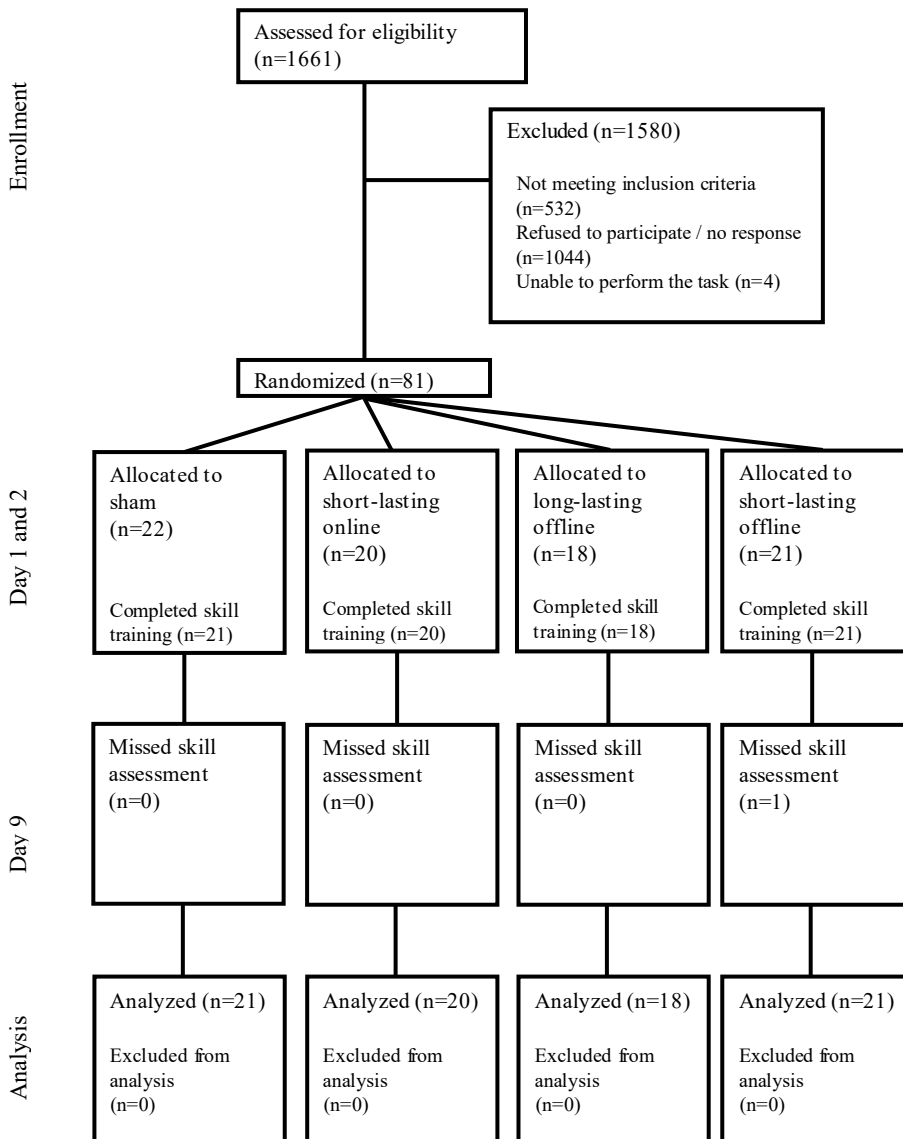 Enrollment
Assessed for eligibility
(n=1661)
Excluded (n=1580)
Not meeting inclusion criteria
(n=532)
Refused to participate / no response
(n=1044)
Unable to perform the task (n=4)
Randomized (n=81)
Day 1 and 2
Allocated to
sham
(n=22)
Completed skill
training (n=21)
Allocated to
short-lasting
online
(n=20)
Completed skill
training (n=20)
Allocated to
long-lasting
offline
(n=18)
Completed skill
training (n=18)
Allocated to
short-lasting
offline
(n=21)
Completed skill
training (n=21)
Day 9
Missed skill
assessment
(n=0)
Missed skill
assessment
(n=0)
Missed skill
assessment
(n=0)
Missed skill
assessment
(n=1)
Analysis
Analyzed (n=21)
Excluded from
analysis
(n=0)
Analyzed (n=20)
Excluded from
analysis
(n=0)
Analyzed (n=18)
Excluded from
analysis
(n=0)
Analyzed (n=21)
Excluded from
analysis
(n=0)